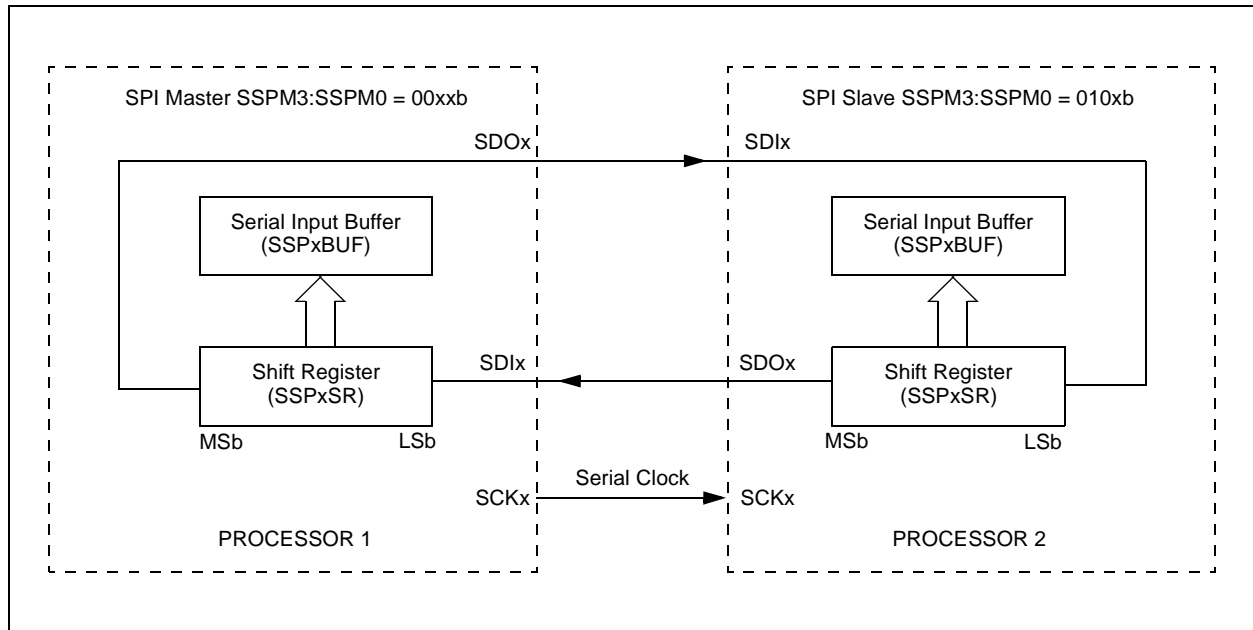 SPI Master SSPM3:SSPM0 = 00xxb
SPI Slave SSPM3:SSPM0 = 010xb
SDOx
SDIx
Serial Input Buffer
(SSPxBUF)
Serial Input Buffer
(SSPxBUF)
Shift Register
(SSPxSR)
SDIx
SDOx
Shift Register
(SSPxSR)
MSb
LSb
MSb
LSb
Serial Clock
SCKx
SCKx
PROCESSOR 1
PROCESSOR 2